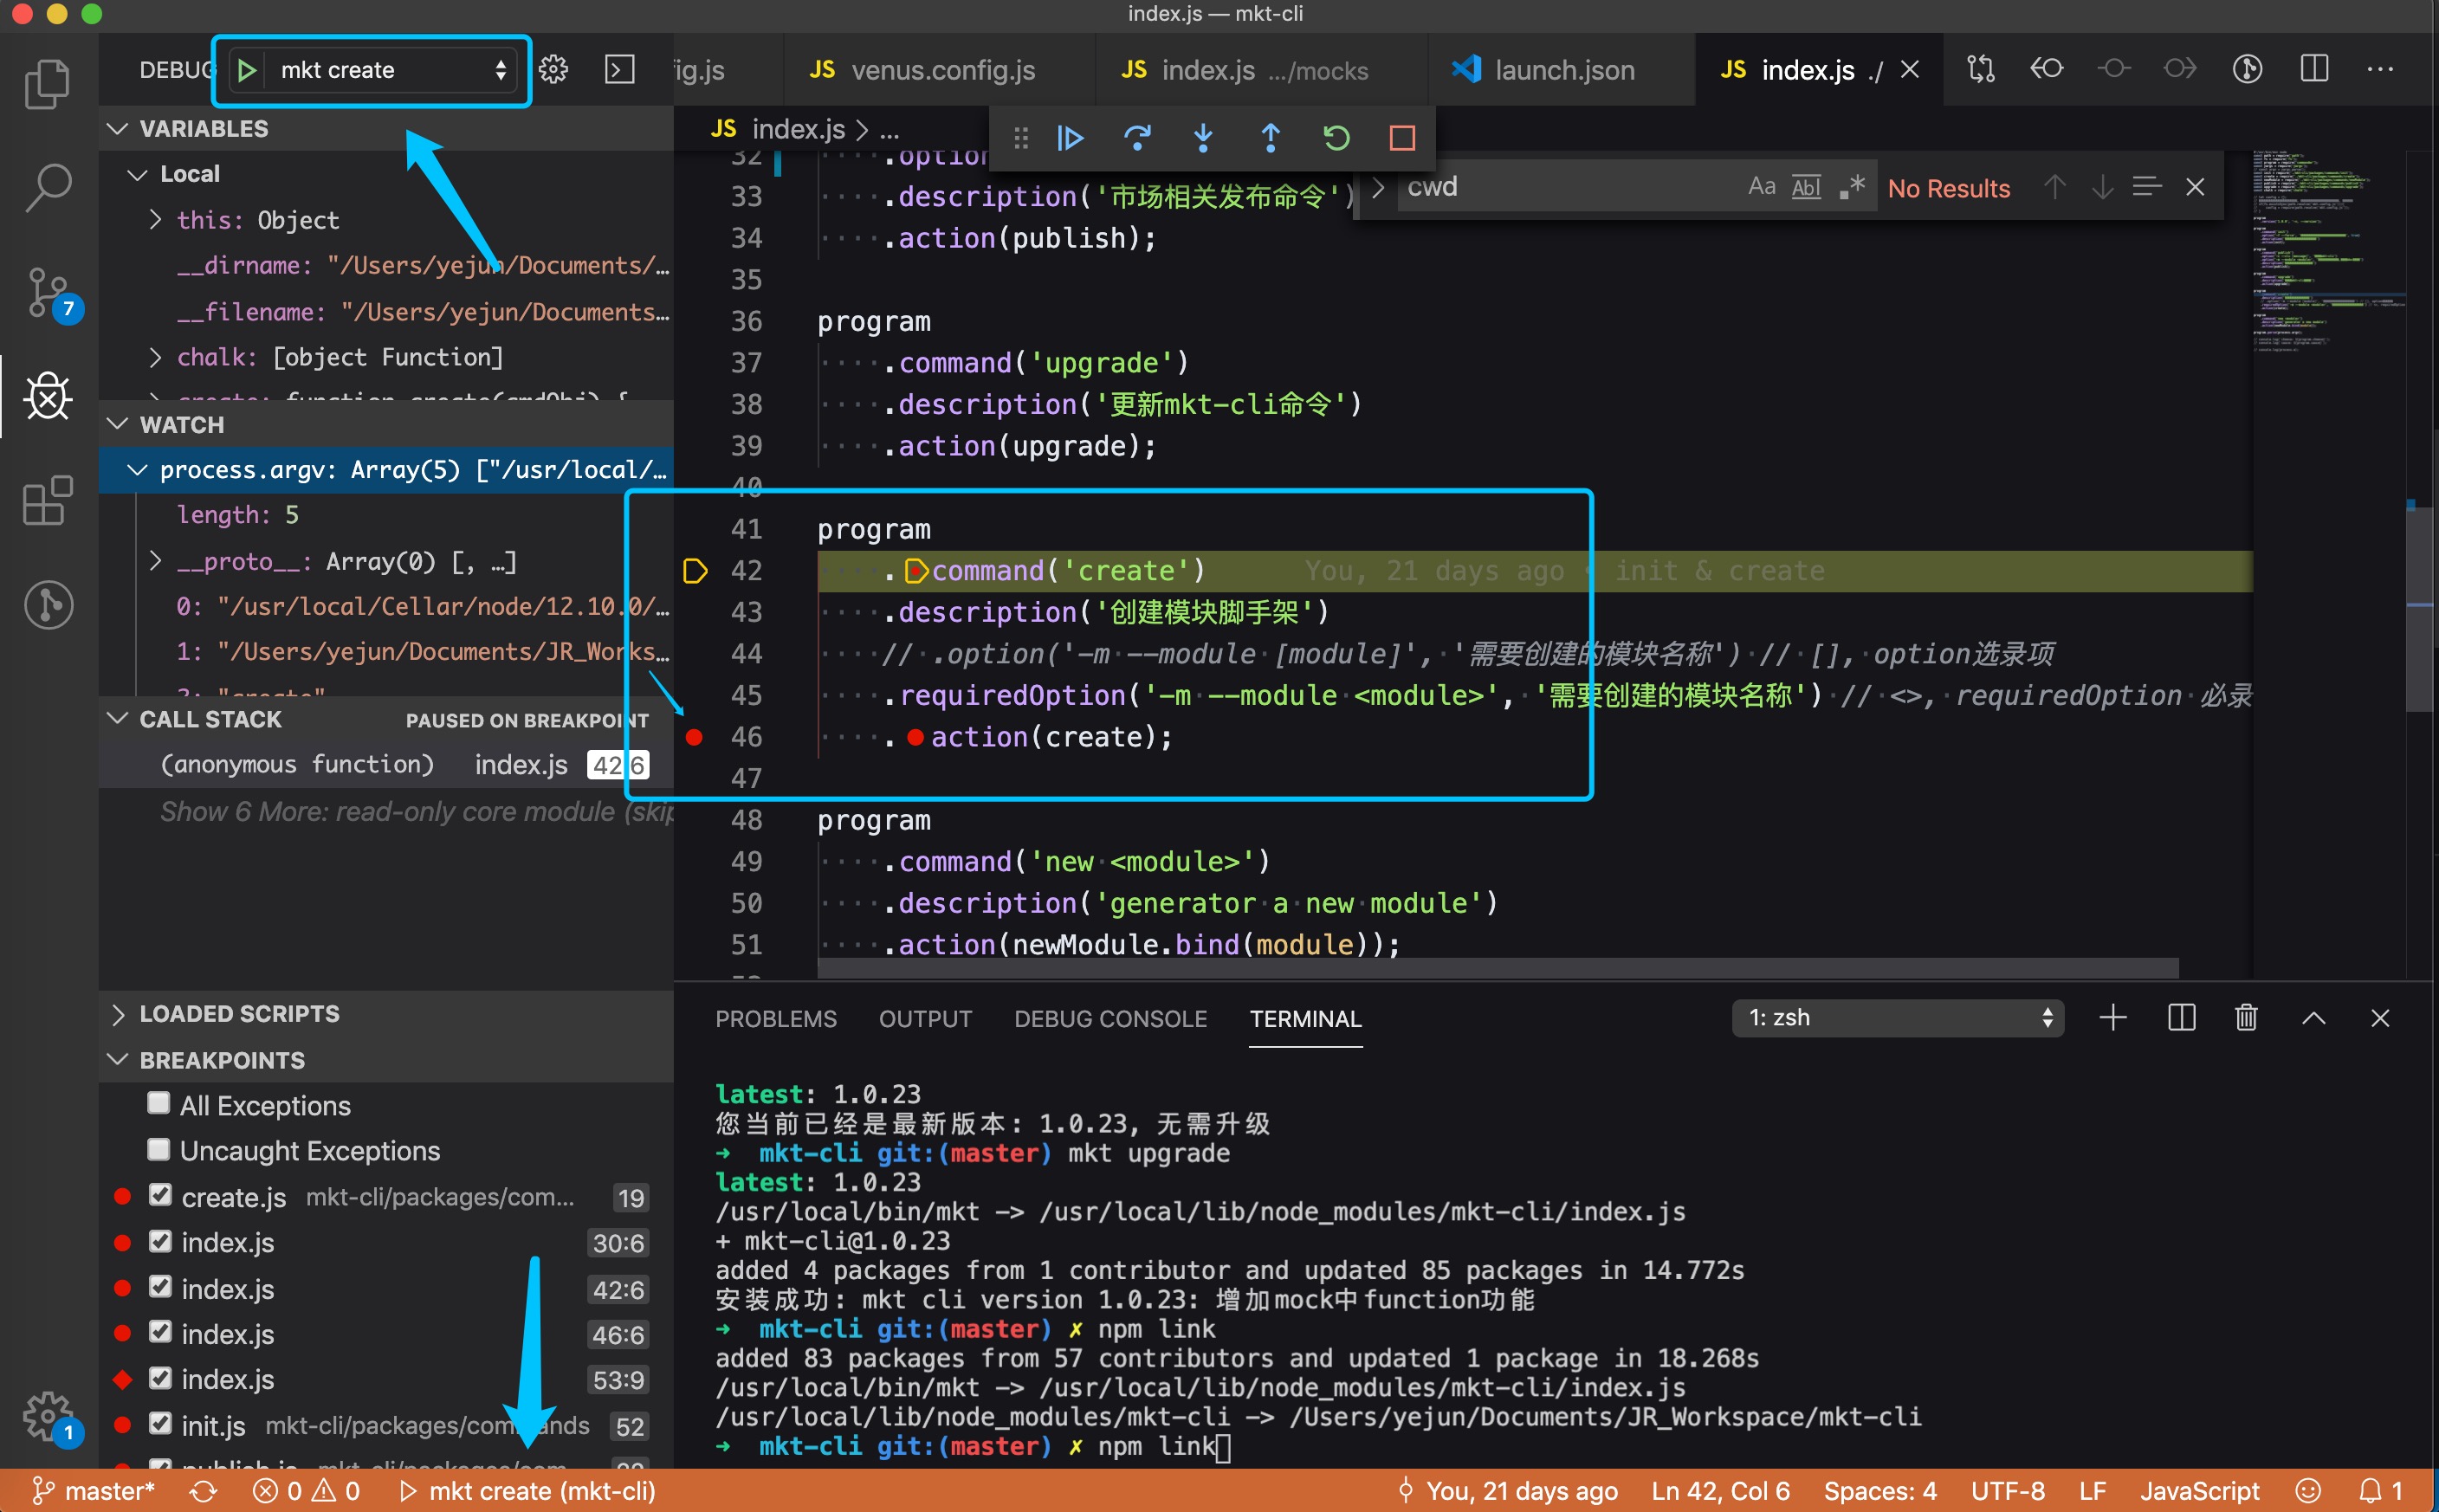 index.js — mkt-cli
DEBUG
mkt create
ig.js
JS venus.config.js
JS index.js .../mocks
launch.json
JS index.js ./
VARIABLES
Local
this: Object
__dirname: "/Users/yejun/Documents/…
__filename: "/Users/yejun/Documents…
chalk: [object Function]
create: function create(cmdObj) {
WATCH
process.argv: Array(5) ["/usr/local/…
length: 5
__proto__: Array(0) [, …]
0: "/usr/local/Cellar/node/12.10.0/…
1: "/Users/yejun/Documents/JR_Works…
2: "create"
CALL STACK PAUSED ON BREAKPOINT
(anonymous function) index.js 42:6
Show 6 More: read-only core module (skip
LOADED SCRIPTS
BREAKPOINTS
All Exceptions
Uncaught Exceptions
create.js mkt-cli/packages/com... 19
index.js 30:6
index.js 42:6
index.js 46:6
index.js 53:9
init.js mkt-cli/packages/commands 52
JS index.js > ...
cwd
Aa Abl .* No Results
32 .option
33 .description('市场相关发布命令')
34 .action(publish);
35
36 program
37 .command('upgrade')
38 .description('更新mkt-cli命令')
39 .action(upgrade);
40
41 program
42 .command('create') You, 21 days ago • init & create
43 .description('创建模块脚手架')
44 // .option('-m --module [module]', '需要创建的模块名称') // [], option选录项
45 .requiredOption('-m --module <module>', '需要创建的模块名称') // <>, requiredOption 必录
46 .action(create);
47
48 program
49 .command('new <module>')
50 .description('generator a new module')
51 .action(newModule.bind(module));
PROBLEMS OUTPUT DEBUG CONSOLE TERMINAL
1: zsh
latest: 1.0.23
您当前已经是最新版本: 1.0.23, 无需升级
➜ mkt-cli git:(master) mkt upgrade
latest: 1.0.23
/usr/local/bin/mkt -> /usr/local/lib/node_modules/mkt-cli/index.js
+ mkt-cli@1.0.23
added 4 packages from 1 contributor and updated 85 packages in 14.772s
安装成功: mkt cli version 1.0.23: 增加mock中function功能
➜ mkt-cli git:(master) ✗ npm link
added 83 packages from 57 contributors and updated 1 package in 18.268s
/usr/local/bin/mkt -> /usr/local/lib/node_modules/mkt-cli/index.js
/usr/local/lib/node_modules/mkt-cli -> /Users/yejun/Documents/JR_Workspace/mkt-cli
➜ mkt-cli git:(master) ✗ npm link
7
1
master* 0 0 mkt create (mkt-cli) You, 21 days ago Ln 42, Col 6 Spaces: 4 UTF-8 LF JavaScript 1